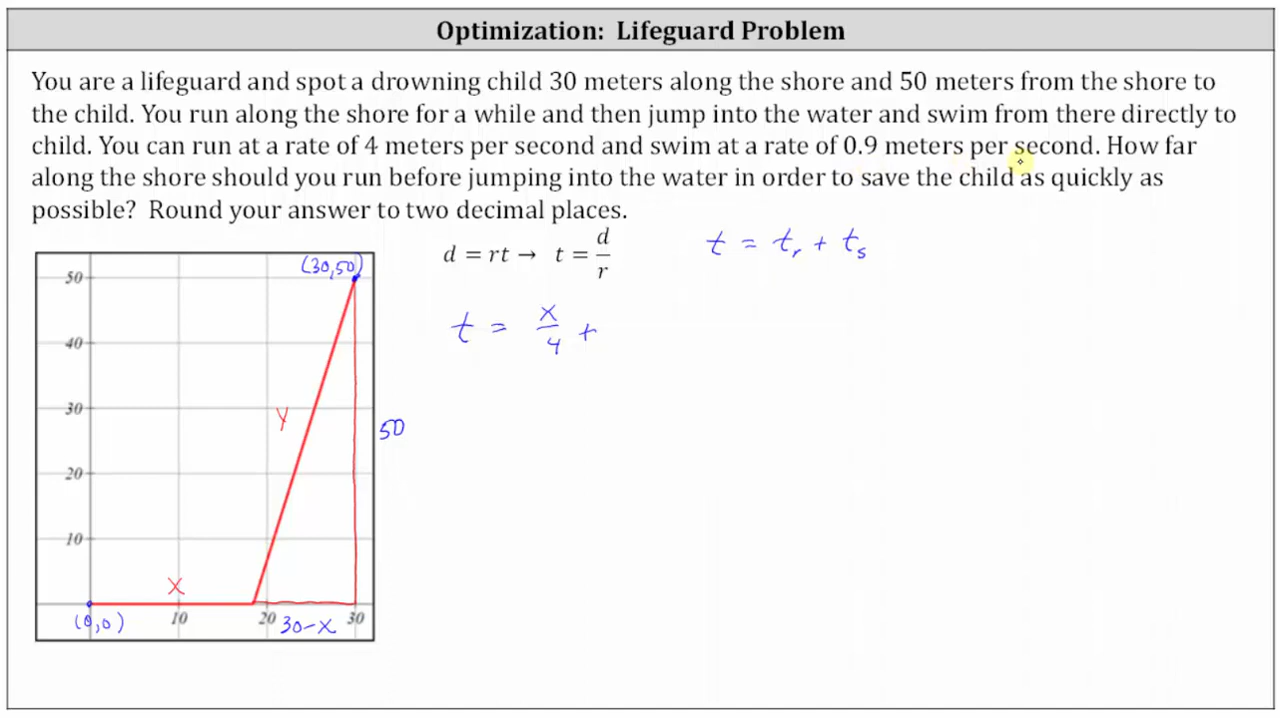 Optimization: Lifeguard Problem
You are a lifeguard and spot a drowning child 30 meters along the shore and 50 meters from the shore to
the child. You run along the shore for a while and then jump into the water and swim from there directly to
child. You can run at a rate of 4 meters per second and swim at a rate of 0.9 meters per second. How far
along the shore should you run before jumping into the water in order to save the child as quickly as
possible? Round your answer to two decimal places.
d = rt → t = d/r
t = t_r + t_s
t = x/4 +
(30,50)
50
40
30
20
10
Y
50
X
(0,0)
10
20
30-X
30